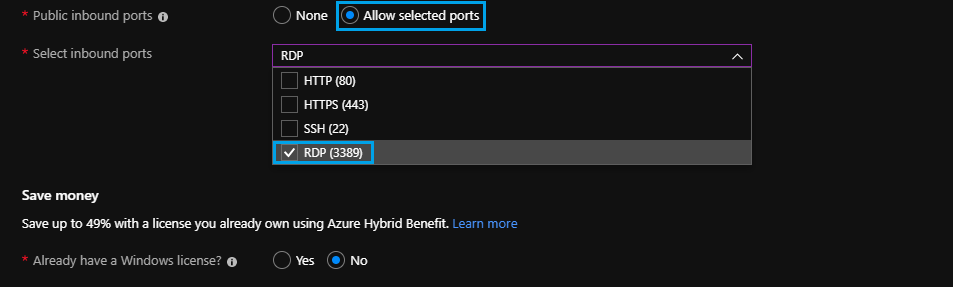 * Public inbound ports
None
Allow selected ports
* Select inbound ports
RDP
HTTP (80)
HTTPS (443)
SSH (22)
RDP (3389)
Save money
Save up to 49% with a license you already own using Azure Hybrid Benefit. Learn more
* Already have a Windows license?
Yes
No